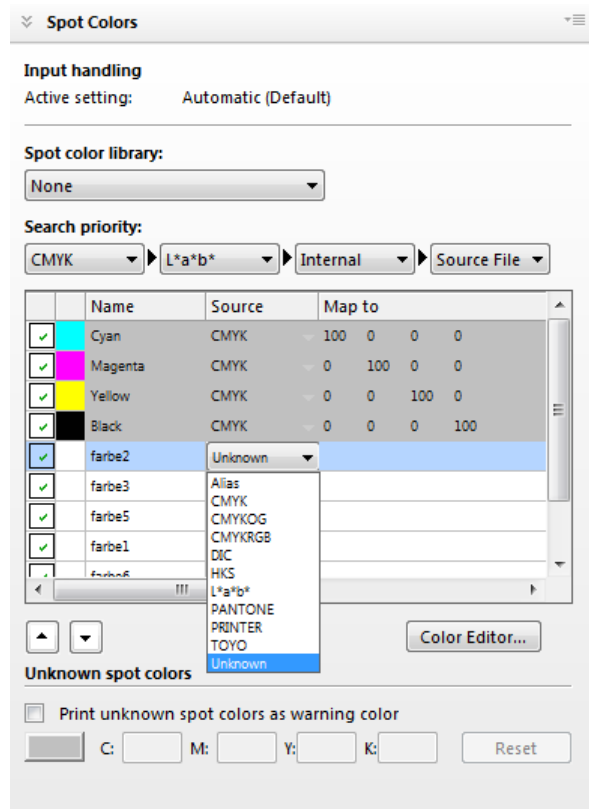 Spot Colors
Input handling
Active setting: Automatic (Default)
Spot color library:
None
Search priority:
CMYK L*a*b* Internal Source File
Name Source Map to
Cyan CMYK 100 0 0 0
Magenta CMYK 0 100 0 0
Yellow CMYK 0 0 100 0
Black CMYK 0 0 0 100
farbe2 Unknown
farbe3
farbe5
farbe1
farbe6
Alias
CMYK
CMYKOG
CMYKRGB
DIC
HKS
L*a*b*
PANTONE
PRINTER
TOYO
Unknown
Color Editor...
Unknown spot colors
Print unknown spot colors as warning color
C: M: Y: K: Reset